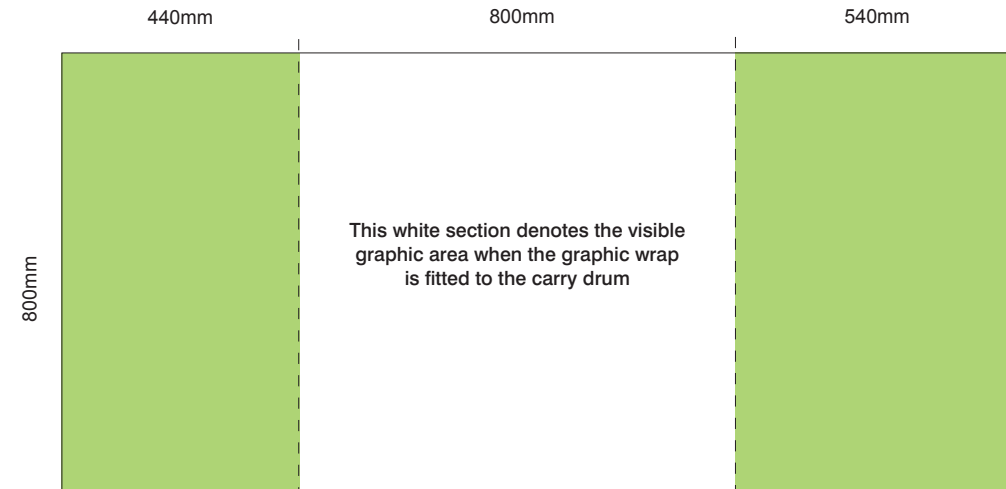 440mm
800mm
540mm
This white section denotes the visible
graphic area when the graphic wrap
is fitted to the carry drum
800mm